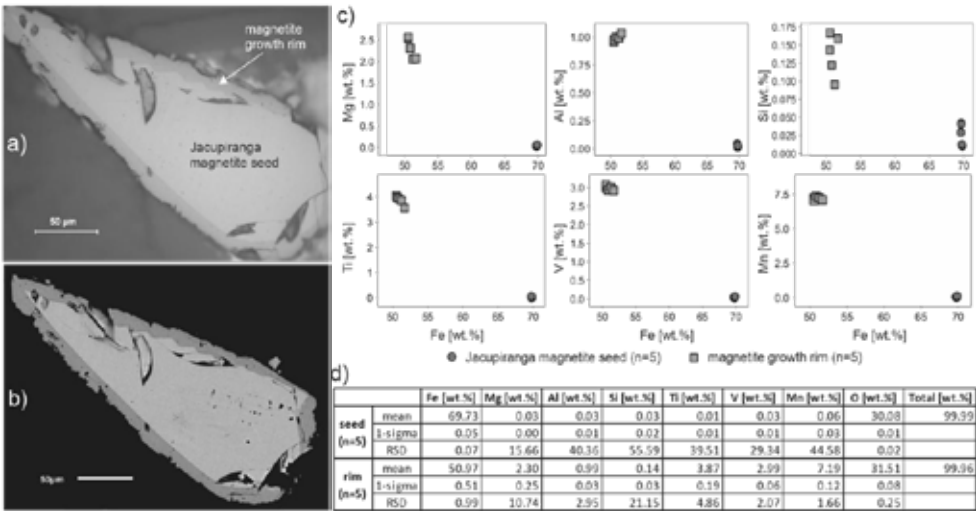 a)
magnetite
growth rim
Jacupiranga
magnetite seed
50 µm
b)
50µm
c)
Mg [wt.%]
2.5
2.0
1.5
1.0
0.5
0.0
50 55 60 65 70
Al [wt.%]
1.00
0.75
0.50
0.25
0.00
50 55 60 65 70
Si [wt.%]
0.175
0.150
0.125
0.100
0.075
0.050
0.025
0.000
50 55 60 65 70
Ti [wt.%]
4
3
2
1
0
50 55 60 65 70
Fe [wt.%]
V [wt.%]
3.0
2.5
2.0
1.5
1.0
0.5
0.0
50 55 60 65 70
Fe [wt.%]
Mn [wt.%]
7.5
5.0
2.5
0.0
50 55 60 65 70
Fe [wt.%]
Jacupiranga magnetite seed (n=5) magnetite growth rim (n=5)
d)
Fe [wt.%] Mg [wt.%] Al [wt.%] Si [wt.%] Ti [wt.%] V [wt.%] Mn [wt.%] O [wt.%] Total [wt.%]
seed (n=5) mean 69.73 0.03 0.03 0.03 0.01 0.03 0.06 30.08 99.99
1-sigma 0.05 0.00 0.01 0.02 0.01 0.01 0.03 0.01
RSD 0.07 15.66 40.36 55.59 39.51 29.34 44.58 0.02
rim (n=5) mean 50.97 2.30 0.99 0.14 3.87 2.99 7.19 31.51 99.96
1-sigma 0.51 0.25 0.03 0.03 0.19 0.06 0.12 0.08
RSD 0.99 10.74 2.95 21.15 4.86 2.07 1.66 0.25